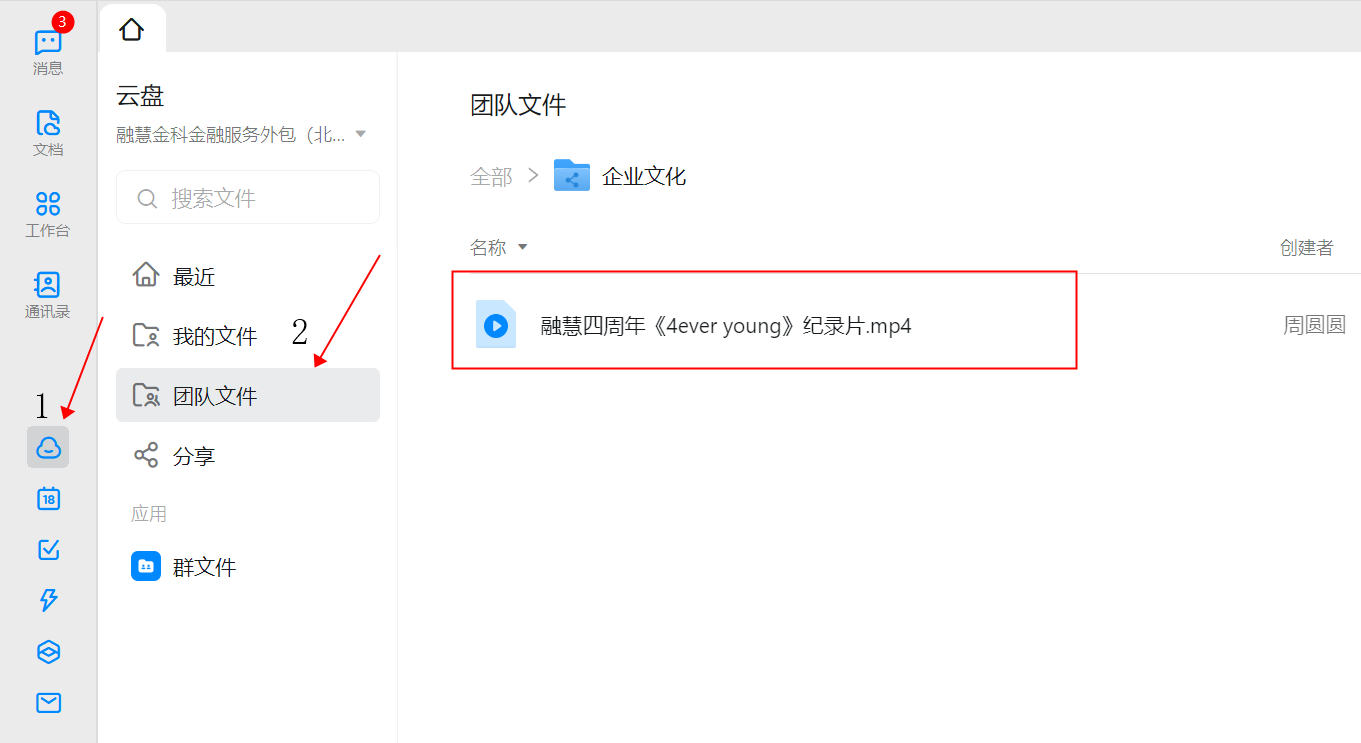 3
消息
文档
工作台
通讯录
1
18
云盘
融慧金科金融服务外包（北...
搜索文件
最近
我的文件
2
团队文件
分享
应用
群文件
团队文件
全部 > 企业文化
名称
创建者
融慧四周年《4ever young》纪录片.mp4
周圆圆